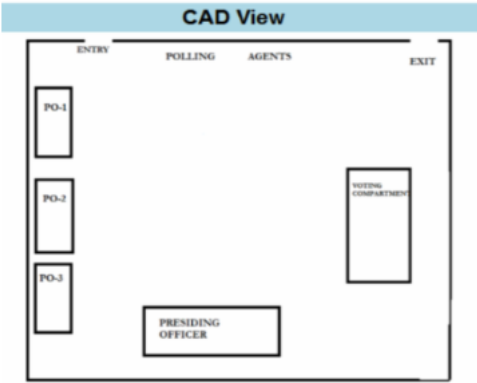 CAD View
ENTRY
POLLING AGENTS
EXIT
PO-1
PO-2
VOTING
COMPARTMENT
PO-3
PRESIDING
OFFICER